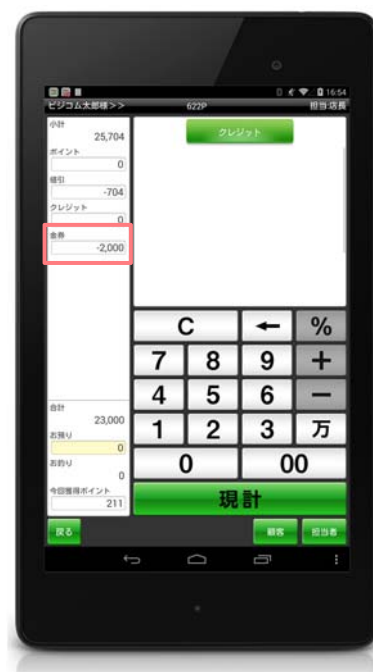 16:54
ビジコム太郎様>>
622P
担当:店長
小計
25,704
ポイント
0
値引
-704
クレジット
0
金券
-2,000
クレジット
C
←
%
7
8
9
+
4
5
6
−
1
2
3
万
0
00
現計
合計
23,000
お預り
0
お釣り
0
今回獲得ポイント
211
戻る
顧客
担当者